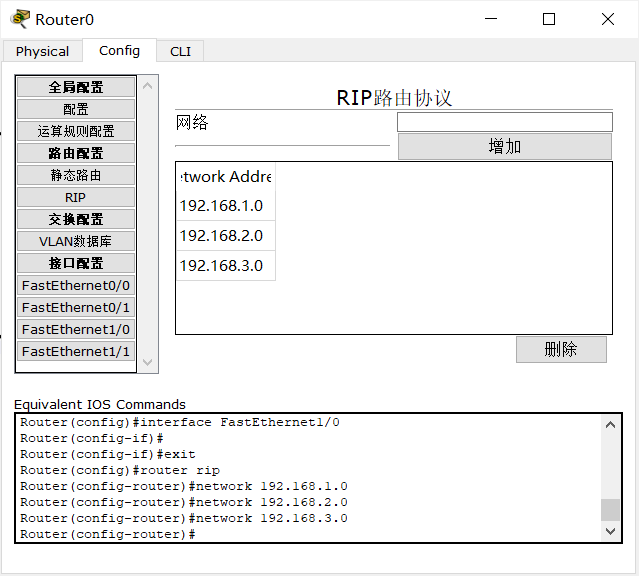 Router0
Physical
Config
CLI
全局配置
配置
运算规则配置
路由配置
静态路由
RIP
交换配置
VLAN数据库
接口配置
FastEthernet0/0
FastEthernet0/1
FastEthernet1/0
FastEthernet1/1
RIP路由协议
网络
增加
twork Addre
192.168.1.0
192.168.2.0
192.168.3.0
删除
Equivalent IOS Commands
Router(config)#interface FastEthernet1/0
Router(config-if)#
Router(config-if)#exit
Router(config)#router rip
Router(config-router)#network 192.168.1.0
Router(config-router)#network 192.168.2.0
Router(config-router)#network 192.168.3.0
Router(config-router)#